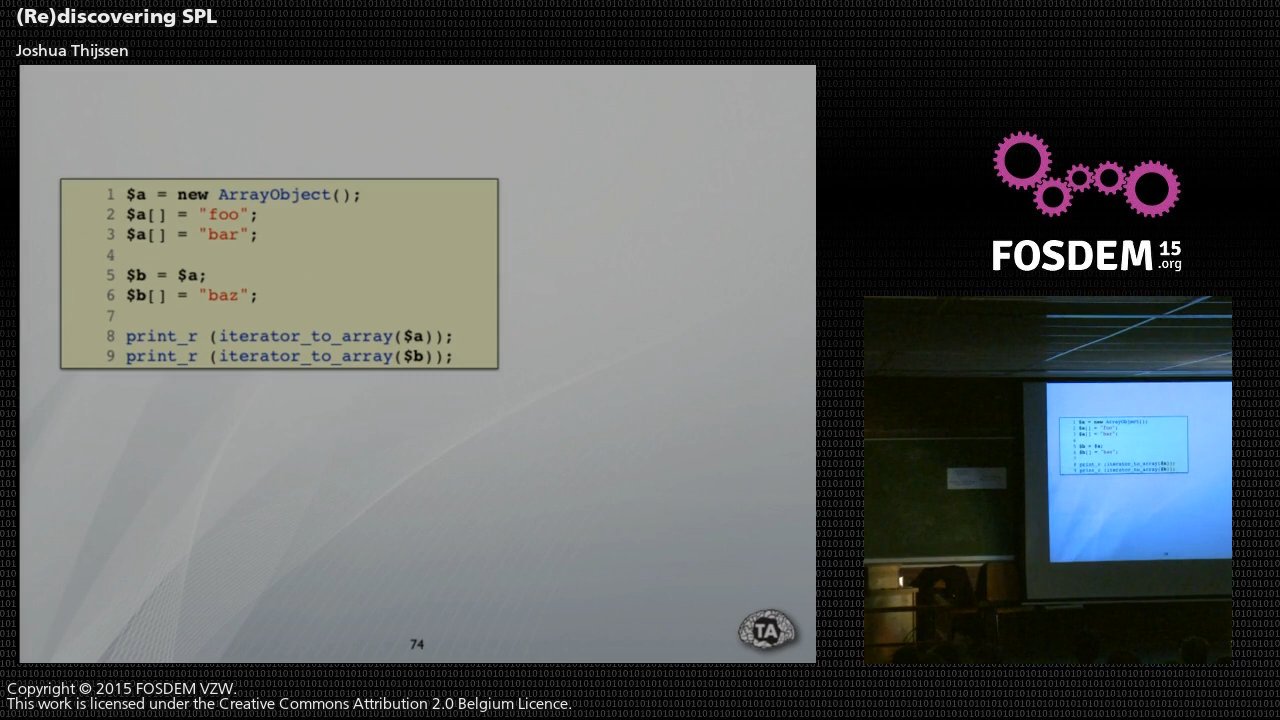 (Re)discovering SPL
Joshua Thijssen
1 $a = new ArrayObject();
2 $a[] = "foo";
3 $a[] = "bar";
4
5 $b = $a;
6 $b[] = "baz";
7
8 print_r (iterator_to_array($a));
9 print_r (iterator_to_array($b));
74
TA
FOSDEM 15
.org
Copyright © 2015 FOSDEM VZW.
This work is licensed under the Creative Commons Attribution 2.0 Belgium Licence.